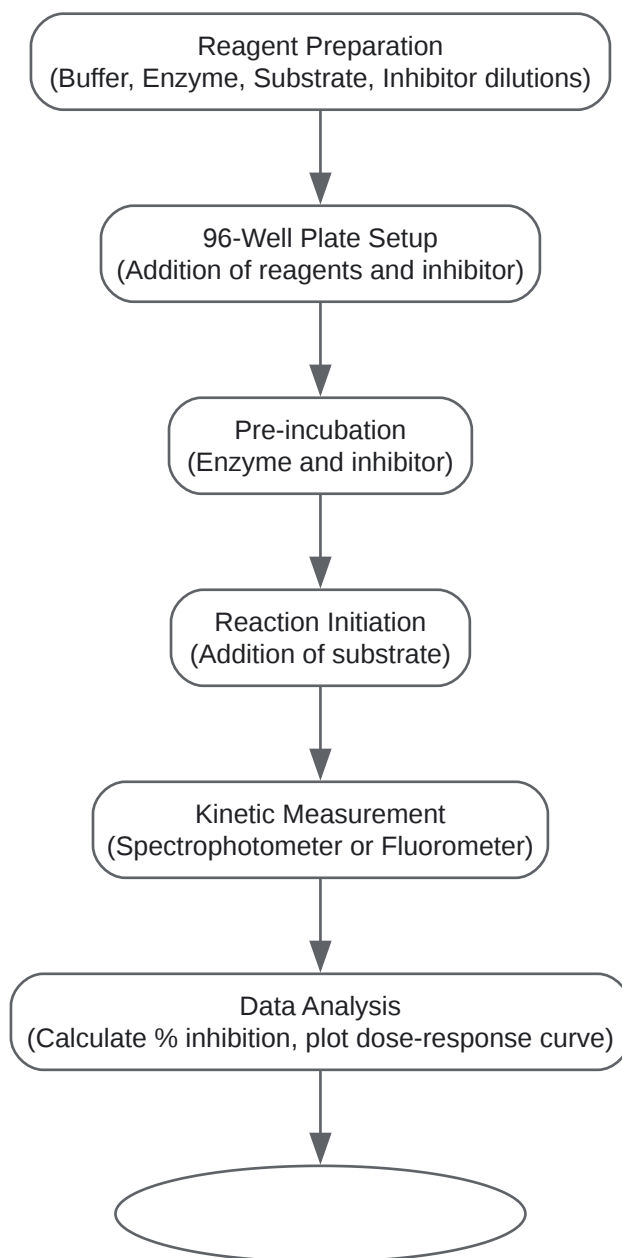 Reagent Preparation
(Buffer, Enzyme, Substrate, Inhibitor dilutions)
96-Well Plate Setup
(Addition of reagents and inhibitor)
Pre-incubation
(Enzyme and inhibitor)
Reaction Initiation
(Addition of substrate)
Kinetic Measurement
(Spectrophotometer or Fluorometer)
Data Analysis
(Calculate % inhibition, plot dose-response curve)